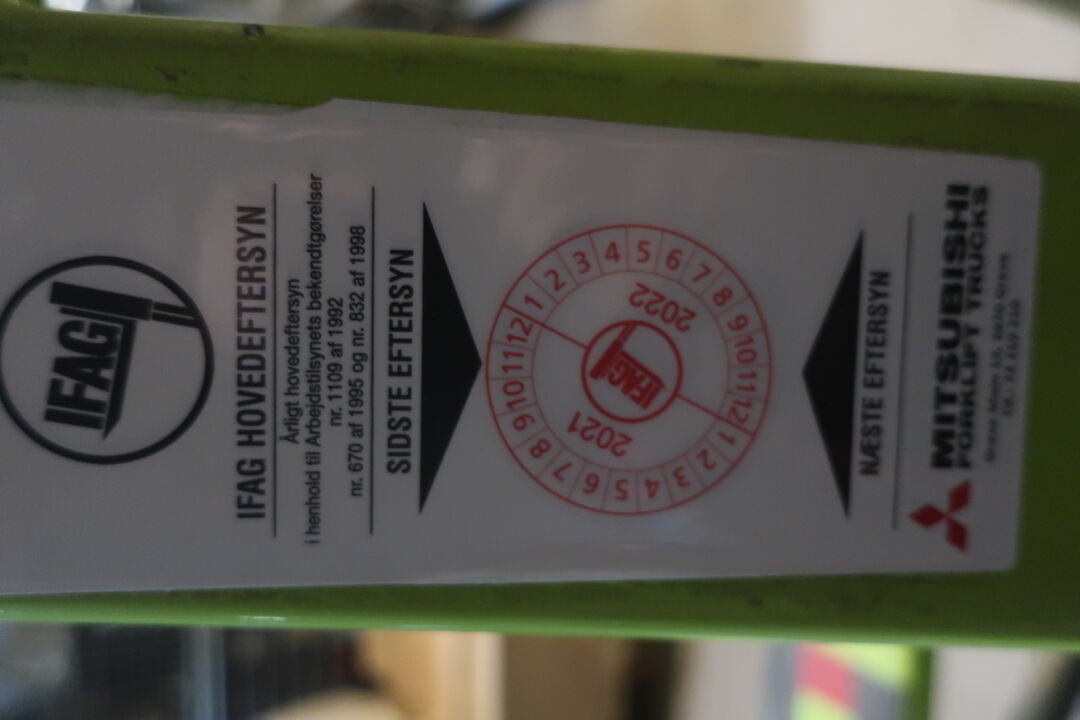 IFAG
IFAG HOVEDEFTERSYN
Årligt hovedeftersyn
i henhold til Arbejdstilsynets bekendtgørelser
nr. 1109 af 1992
nr. 670 af 1995 og nr. 832 af 1998
SIDSTE EFTERSYN
1 2 3 4 5 6 7 8 9 10 11 12
2022
IFAG
2021
1 2 3 4 5 6 7 8 9 10 11 12
NÆSTE EFTERSYN
MITSUBISHI
FORKLIFT TRUCKS